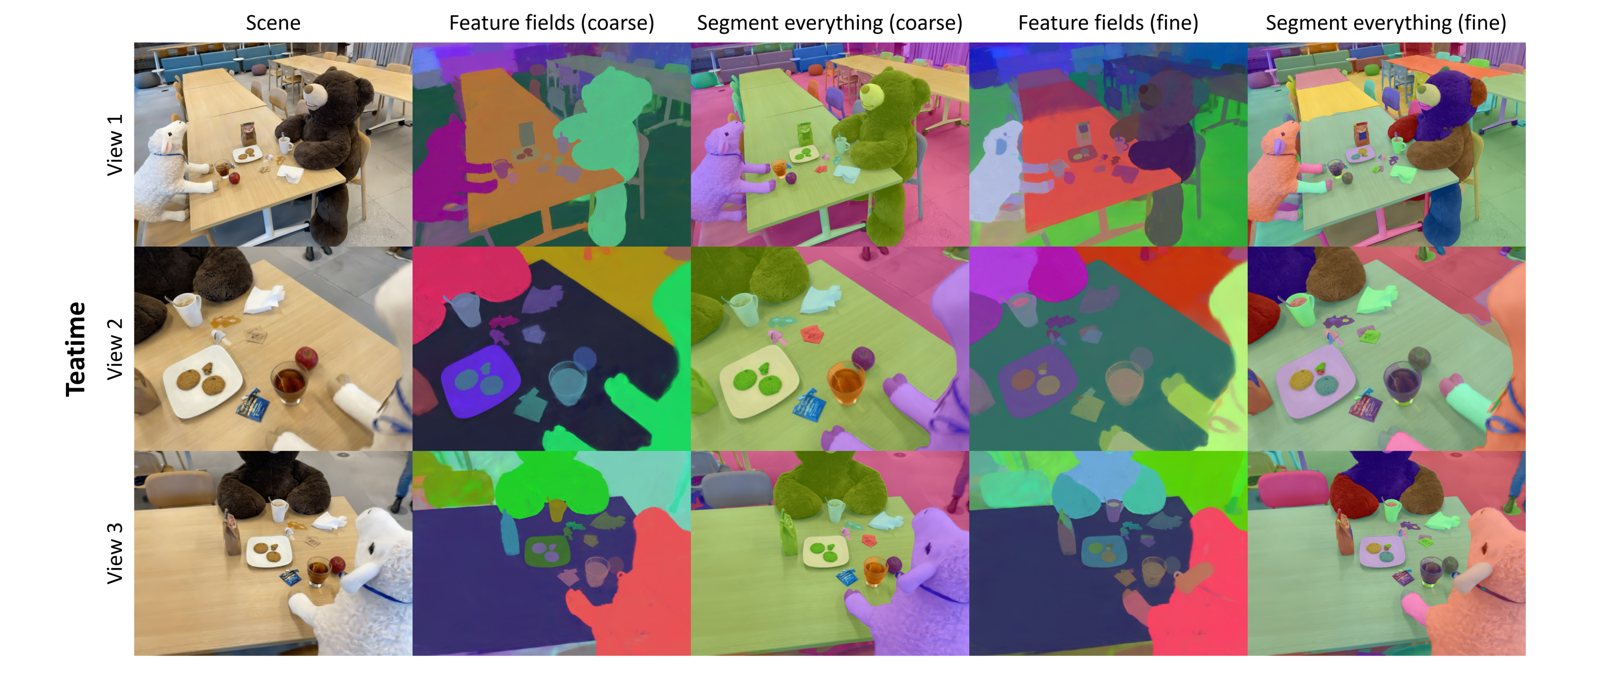 Scene
Feature fields (coarse)
Segment everything (coarse)
Feature fields (fine)
Segment everything (fine)
Teatime
View 1
View 2
View 3